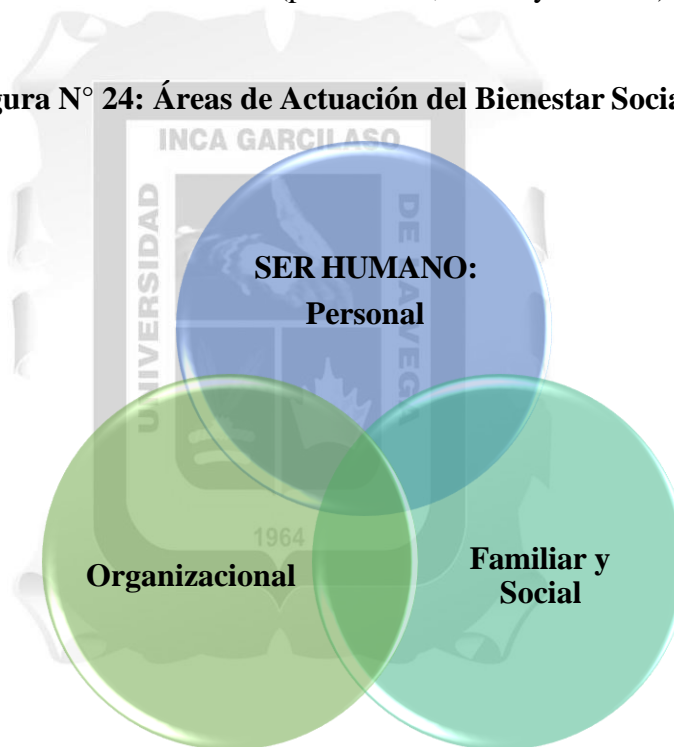 gura N° 24: Áreas de Actuación del Bienestar Socia
INCA GARCILASO
UNIVERSIDAD
DE LA VEGA
SER HUMANO:
Personal
Organizacional
Familiar y
Social
1964